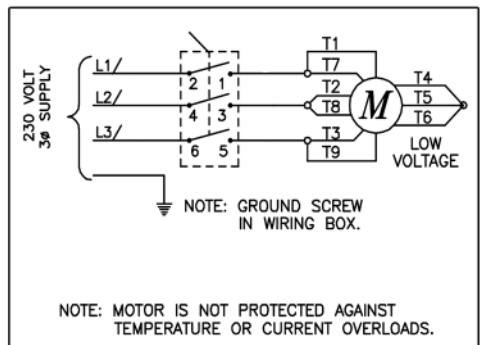 230 VOLT
3ø SUPPLY
L1/
L2/
L3/
2 1
4 3
6 5
T1
T7
T2
T8
T3
T9
M
T4
T5
T6
LOW
VOLTAGE
NOTE: GROUND SCREW
IN WIRING BOX.
NOTE: MOTOR IS NOT PROTECTED AGAINST
TEMPERATURE OR CURRENT OVERLOADS.